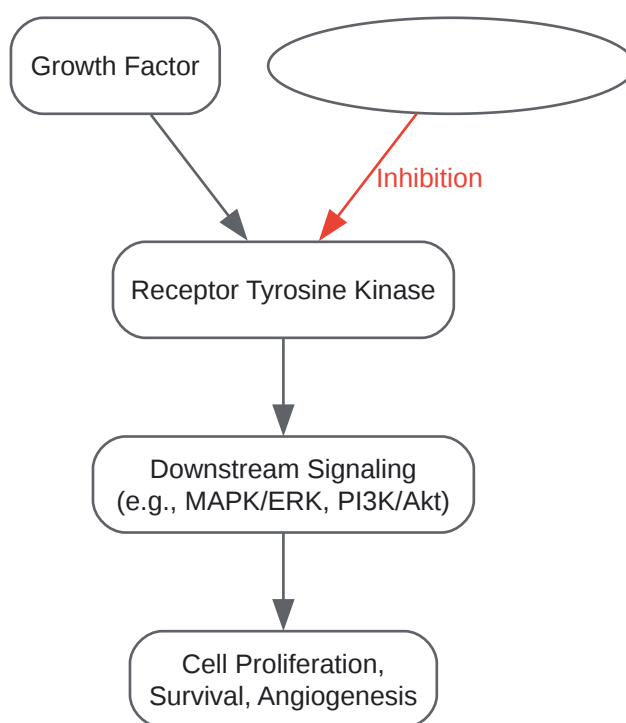 Growth Factor
Inhibition
Receptor Tyrosine Kinase
Downstream Signaling
(e.g., MAPK/ERK, PI3K/Akt)
Cell Proliferation,
Survival, Angiogenesis